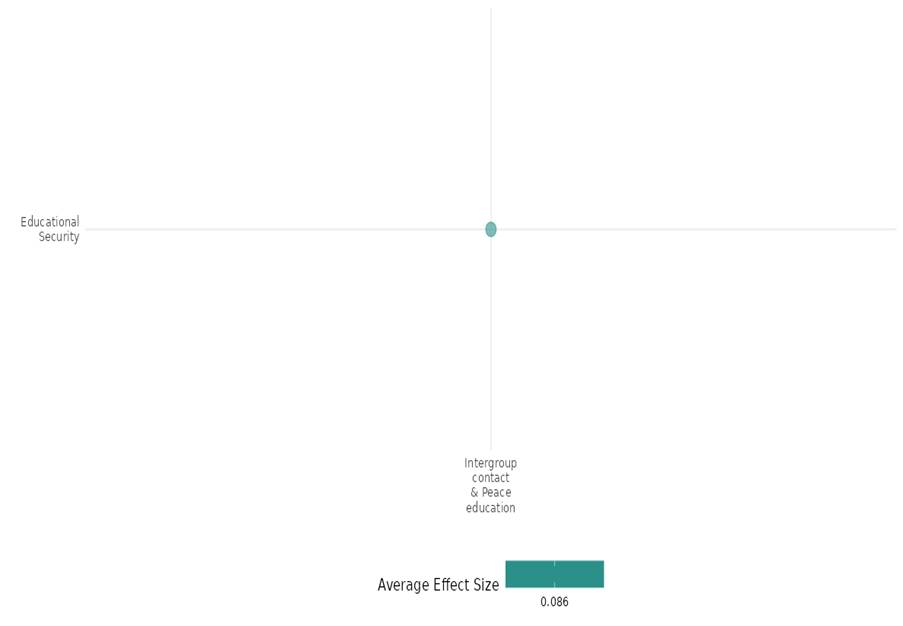 Educational
Security
Intergroup
contact
& Peace
education
Average Effect Size
0.086